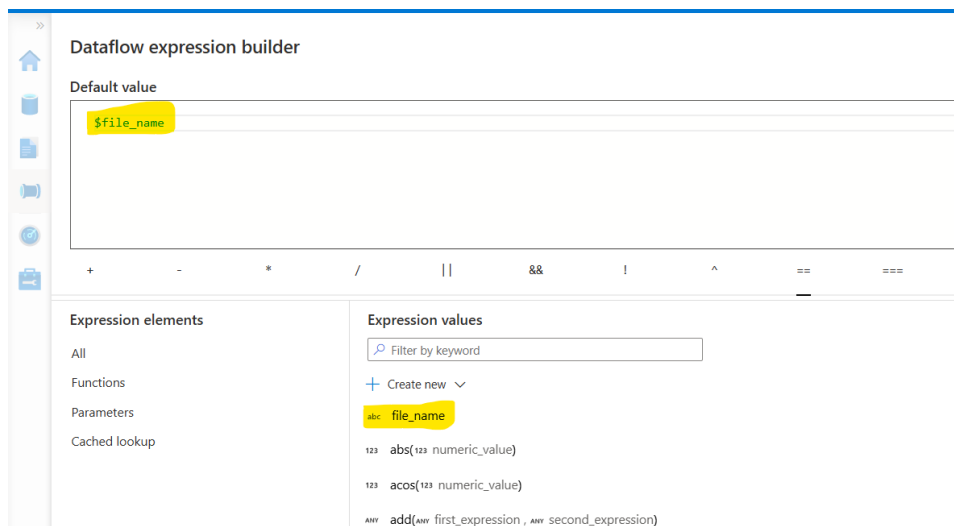 »
Dataflow expression builder
Default value
$file_name
+ - * / || && ! ^ == ===
Expression elements
All
Functions
Parameters
Cached lookup
Expression values
Filter by keyword
+ Create new
abc file_name
123 abs(123 numeric_value)
123 acos(123 numeric_value)
ANY add(ANY first_expression , ANY second_expression)